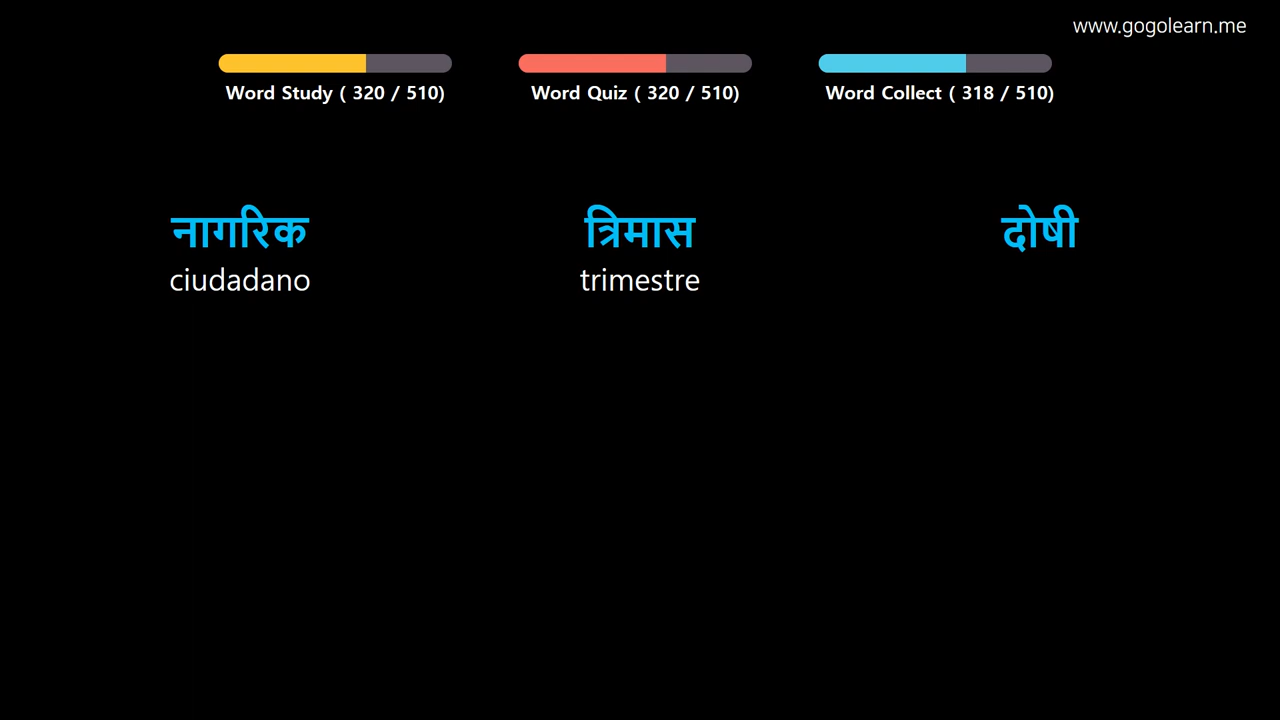 www.gogolearn.me
Word Study ( 320 / 510) Word Quiz ( 320 / 510) Word Collect ( 318 / 510)
नागरिक त्रिमास दोषी
ciudadano trimestre